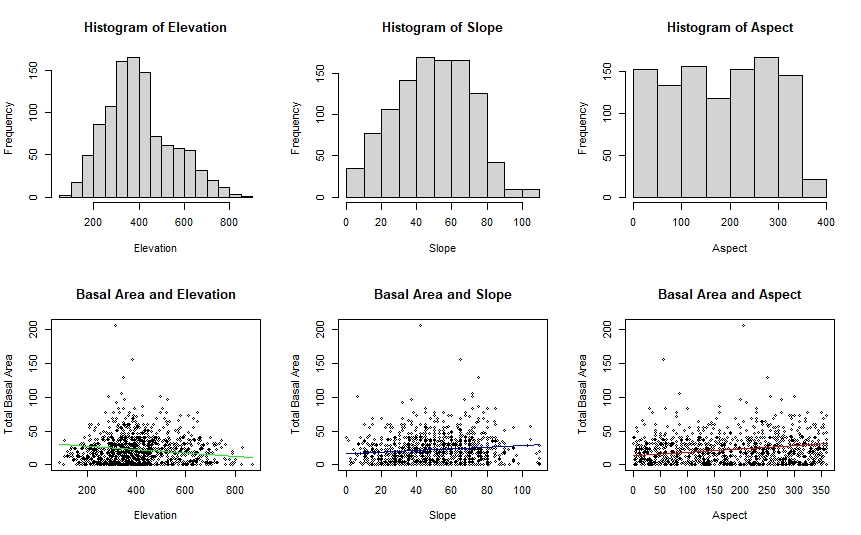 Histogram of Elevation
Frequency
0 50 100 150
200 400 600 800
Elevation
Histogram of Slope
Frequency
0 50 100 150
0 20 40 60 80 100
Slope
Histogram of Aspect
Frequency
0 50 100 150
0 100 200 300 400
Aspect
Basal Area and Elevation
Total Basal Area
0 50 100 150 200
200 400 600 800
Elevation
Basal Area and Slope
Total Basal Area
0 50 100 150 200
0 20 40 60 80 100
Slope
Basal Area and Aspect
Total Basal Area
0 50 100 150 200
0 50 100 150 200 250 300 350
Aspect